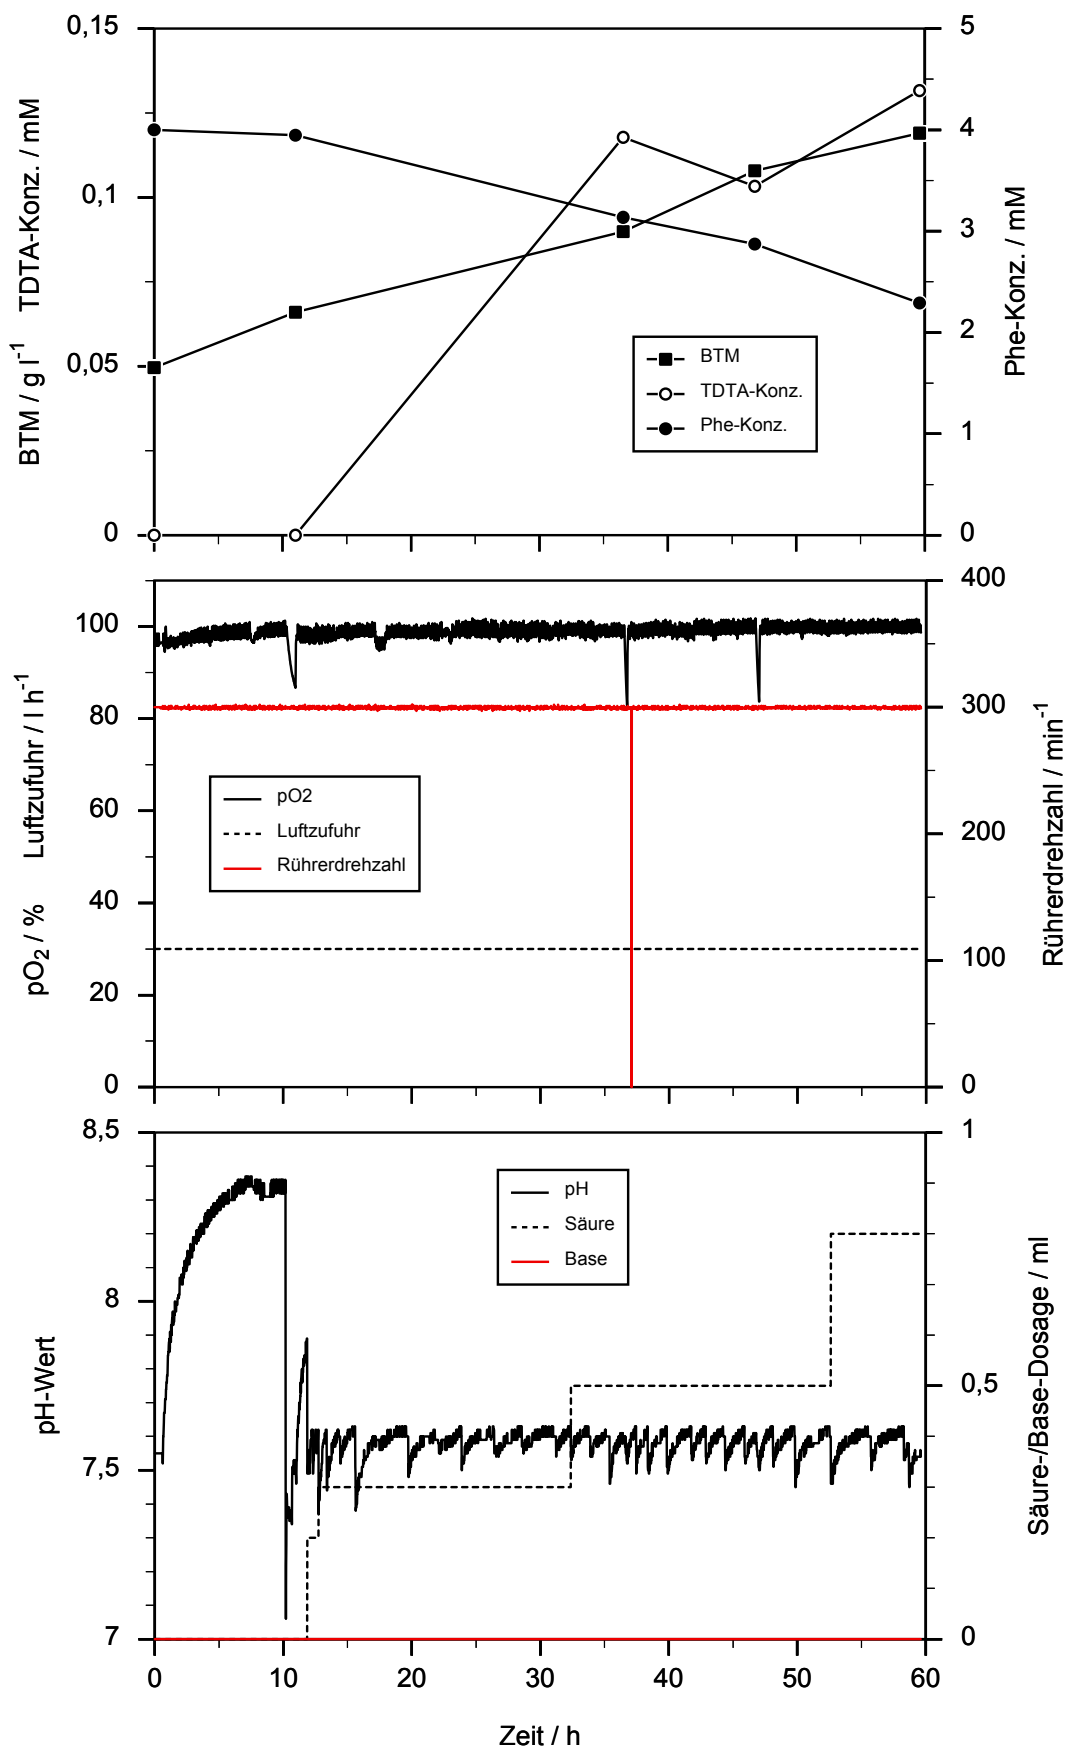 0,15
0,1
0,05
0
BTM / g l⁻¹ TDTA-Konz. / mM
5
4
3
2
1
0
Phe-Konz. / mM
BTM
TDTA-Konz.
Phe-Konz.
100
80
60
40
20
0
pO₂ / % Luftzufuhr / l h⁻¹
400
300
200
100
0
Rührerdrehzahl / min⁻¹
pO2
Luftzufuhr
Rührerdrehzahl
8,5
8
7,5
7
pH-Wert
1
0,5
0
Säure-/Base-Dosage / ml
pH
Säure
Base
0 10 20 30 40 50 60
Zeit / h